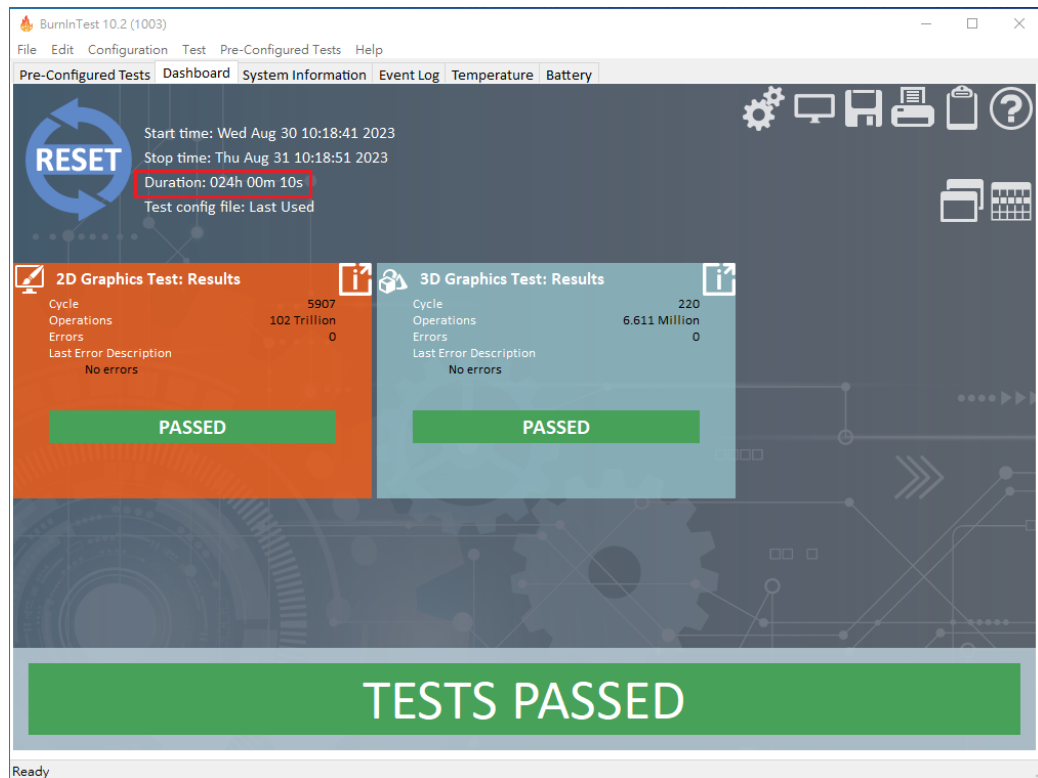 BurnInTest 10.2 (1003)
File Edit Configuration Test Pre-Configured Tests Help
Pre-Configured Tests Dashboard System Information Event Log Temperature Battery
RESET
Start time: Wed Aug 30 10:18:41 2023
Stop time: Thu Aug 31 10:18:51 2023
Duration: 024h 00m 10s
Test config file: Last Used
2D Graphics Test: Results
Cycle 5907
Operations 102 Trillion
Errors 0
Last Error Description
No errors
PASSED
3D Graphics Test: Results
Cycle 220
Operations 6.611 Million
Errors 0
Last Error Description
No errors
PASSED
TESTS PASSED
Ready